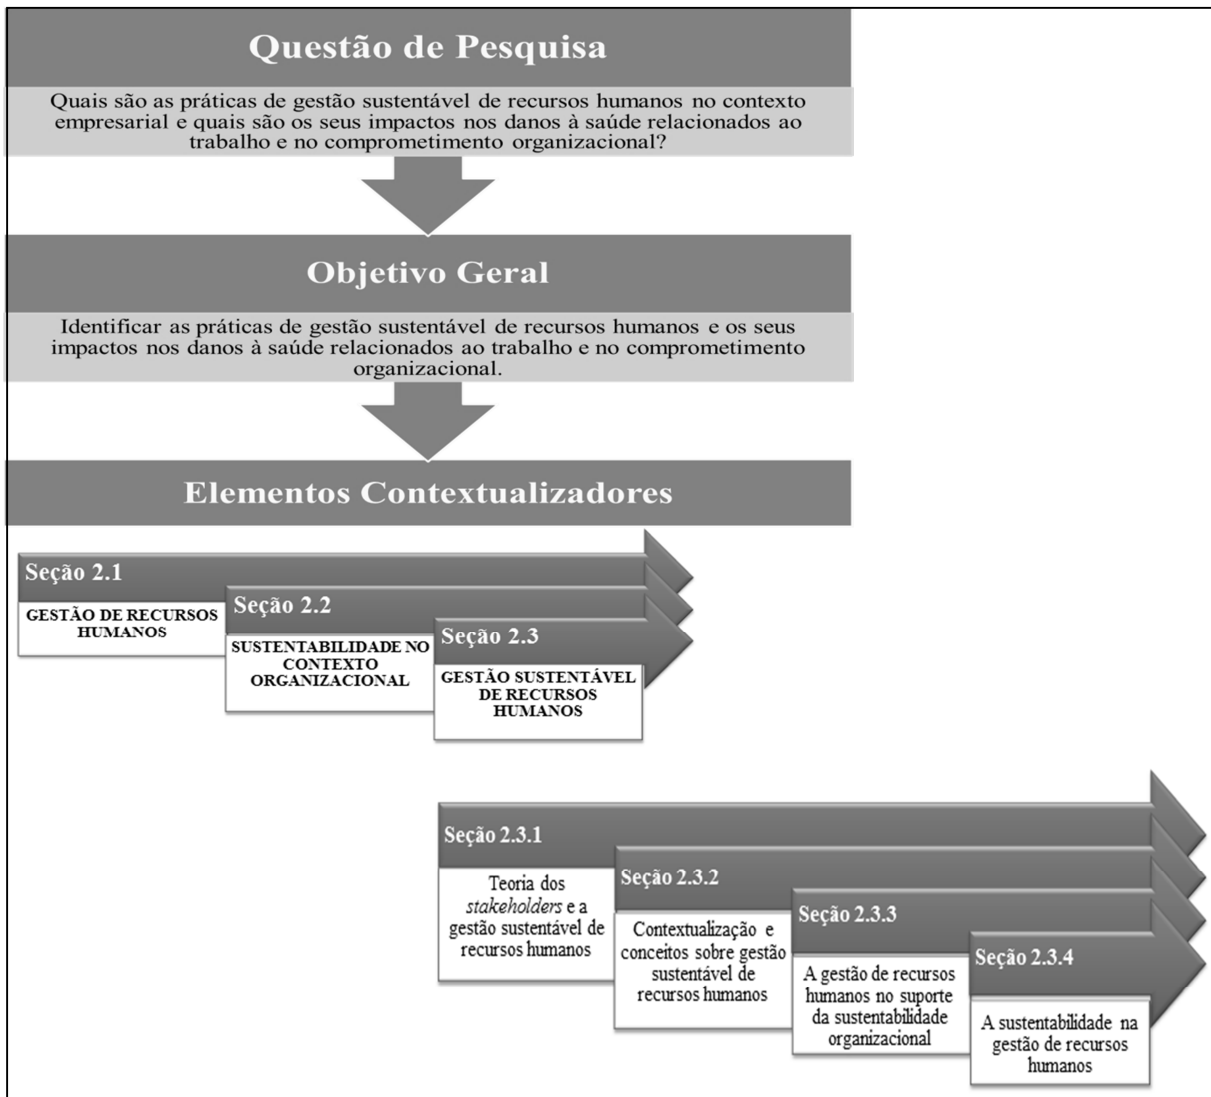 Questão de Pesquisa
Quais são as práticas de gestão sustentável de recursos humanos no contexto
empresarial e quais são os seus impactos nos danos à saúde relacionados ao
trabalho e no comprometimento organizacional?
Objetivo Geral
Identificar as práticas de gestão sustentável de recursos humanos e os seus
impactos nos danos à saúde relacionados ao trabalho e no comprometimento
organizacional.
Elementos Contextualizadores
Seção 2.1
GESTÃO DE RECURSOS
HUMANOS
Seção 2.2
SUSTENTABILIDADE NO
CONTEXTO
ORGANIZACIONAL
Seção 2.3
GESTÃO SUSTENTÁVEL
DE RECURSOS
HUMANOS
Seção 2.3.1
Teoria dos
stakeholders e a
gestão sustentável de
recursos humanos
Seção 2.3.2
Contextualização e
conceitos sobre gestão
sustentável de
recursos humanos
Seção 2.3.3
A gestão de recursos
humanos no suporte
da sustentabilidade
organizacional
Seção 2.3.4
A sustentabilidade na
gestão de recursos
humanos